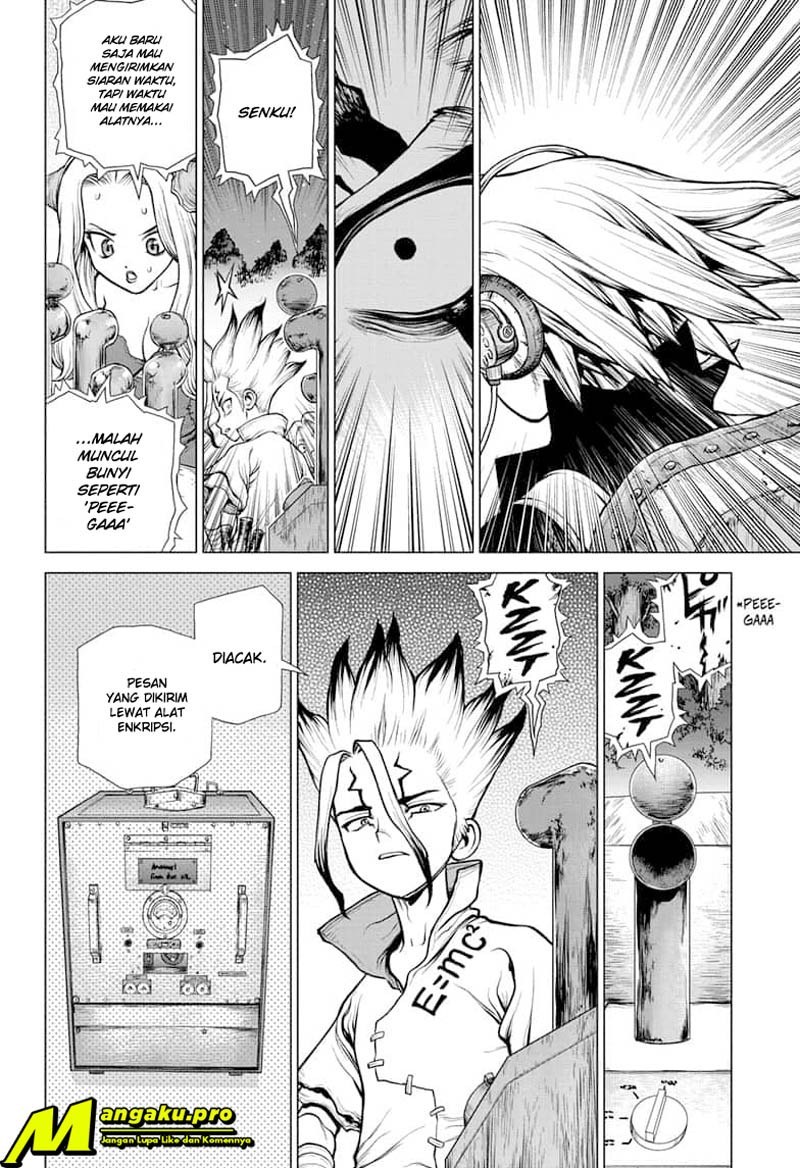 SENKU!
AKU BARU
SAJA MAU
MENGIRIMKAN
SIARAN WAKTU,
TAPI WAKTU
MAU MEMAKAI
ALATNYA...
...MALAH
MUNCUL
BUNYI
SEPERTI
'PEEE-
GAAA'
*PEEE-
GAAA
KZZT
KZZT
E=mc²
DIACAK.
PESAN
YANG DIKIRIM
LEWAT ALAT
ENKRIPSI.
Mangaku.pro
Jangan Lupa Like dan Komennya